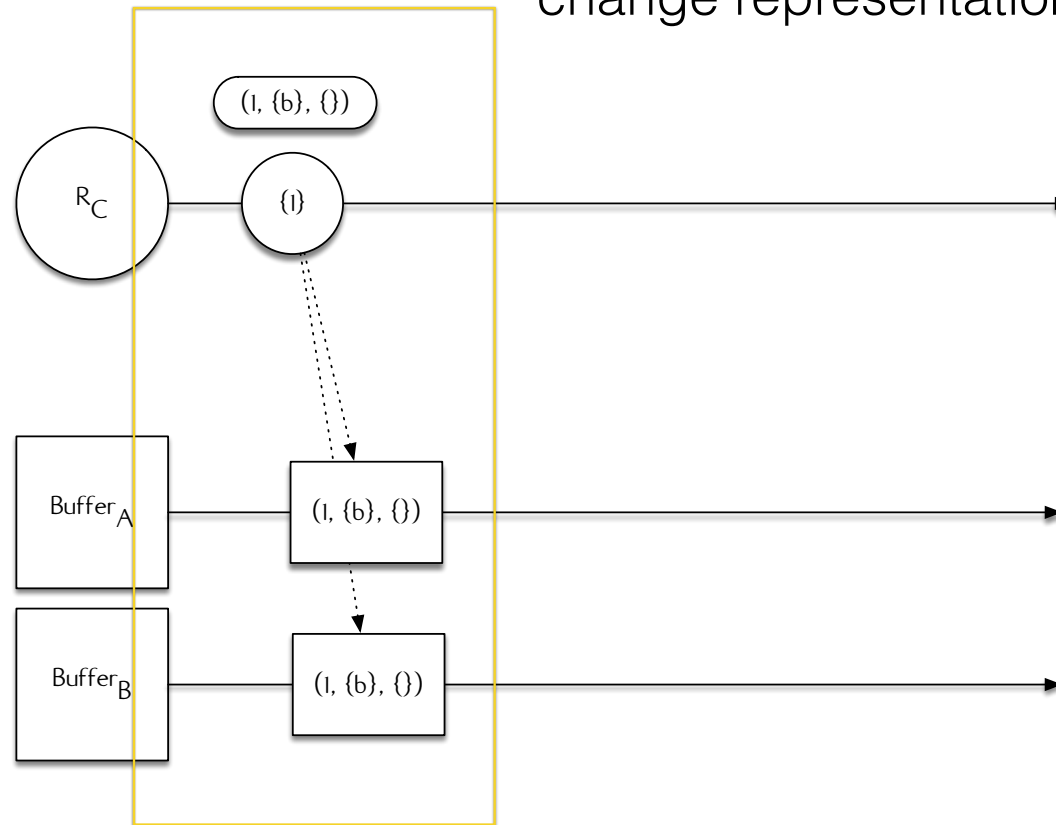 change representation
(1, {b}, {})
R_C
{1}
Buffer_A
(1, {b}, {})
Buffer_B
(1, {b}, {})